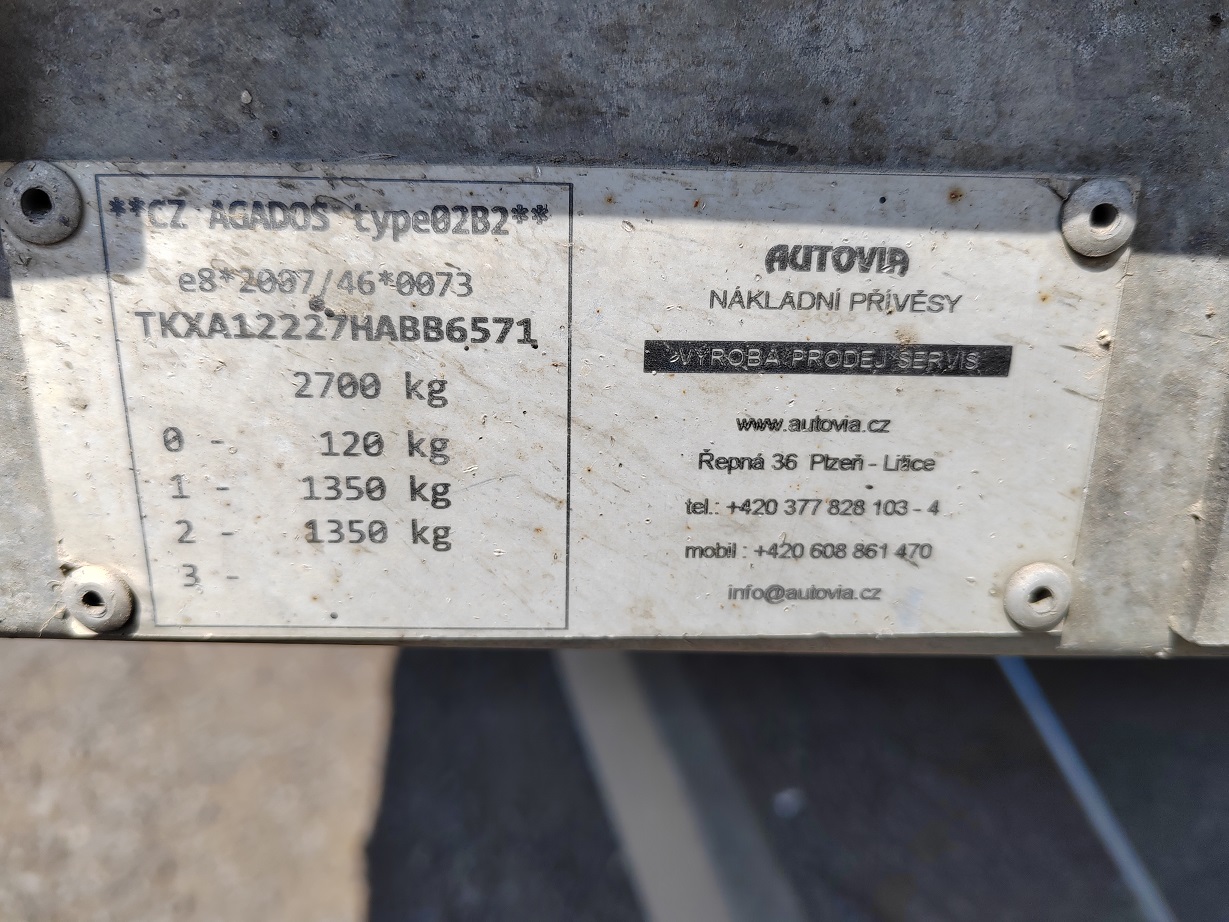 **CZ AGADOS type02B2**
e8*2007/46*0073
TKXA12227HABB6571
2700 kg
0 - 120 kg
1 - 1350 kg
2 - 1350 kg
3 -
AUTOVIA
NÁKLADNÍ PŘÍVĚSY
VÝROBA PRODEJ SERVIS
www.autovia.cz
Řepná 36 Plzeň - Litice
tel.: +420 377 828 103 - 4
mobil : +420 608 861 470
info@autovia.cz